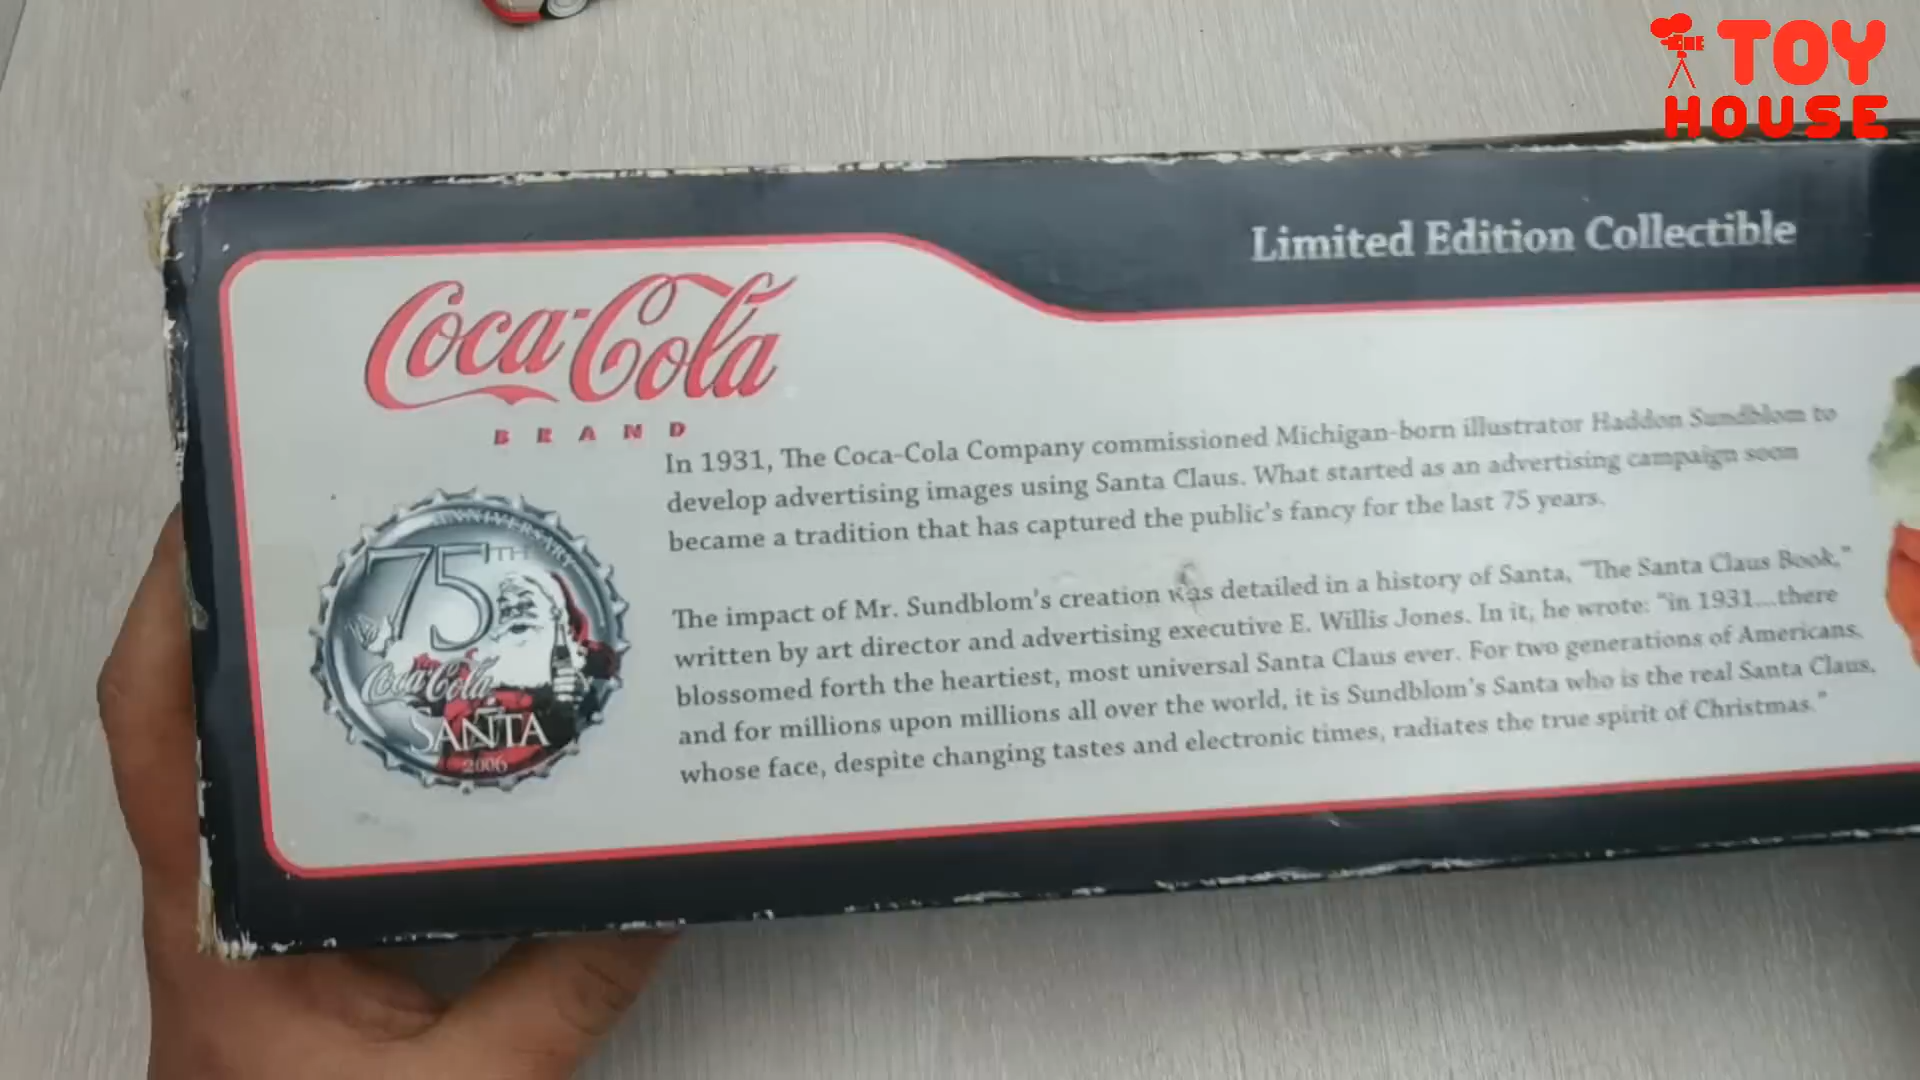 TOY
HOUSE
Limited Edition Collectible
Coca-Cola
BRAND
In 1931, The Coca-Cola Company commissioned Michigan-born illustrator Haddon Sundblom to
develop advertising images using Santa Claus. What started as an advertising campaign soon
became a tradition that has captured the public's fancy for the last 75 years.
ANNIVERSARY
75TH
Coca-Cola
SANTA
2006
The impact of Mr. Sundblom's creation was detailed in a history of Santa, "The Santa Claus Book,"
written by art director and advertising executive E. Willis Jones. In it, he wrote: "in 1931...there
blossomed forth the heartiest, most universal Santa Claus ever. For two generations of Americans,
and for millions upon millions all over the world, it is Sundblom's Santa who is the real Santa Claus,
whose face, despite changing tastes and electronic times, radiates the true spirit of Christmas."